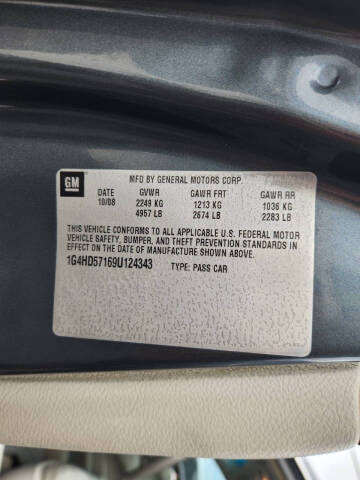 GM
MFD BY GENERAL MOTORS CORP.
DATE GVWR GAWR FRT GAWR RR
10/08 2249 KG 1213 KG 1036 KG
4957 LB 2674 LB 2283 LB
THIS VEHICLE CONFORMS TO ALL APPLICABLE U.S. FEDERAL MOTOR
VEHICLE SAFETY, BUMPER, AND THEFT PREVENTION STANDARDS IN
EFFECT ON THE DATE OF MANUFACTURE SHOWN ABOVE.
1G4HD57169U124343 TYPE: PASS CAR